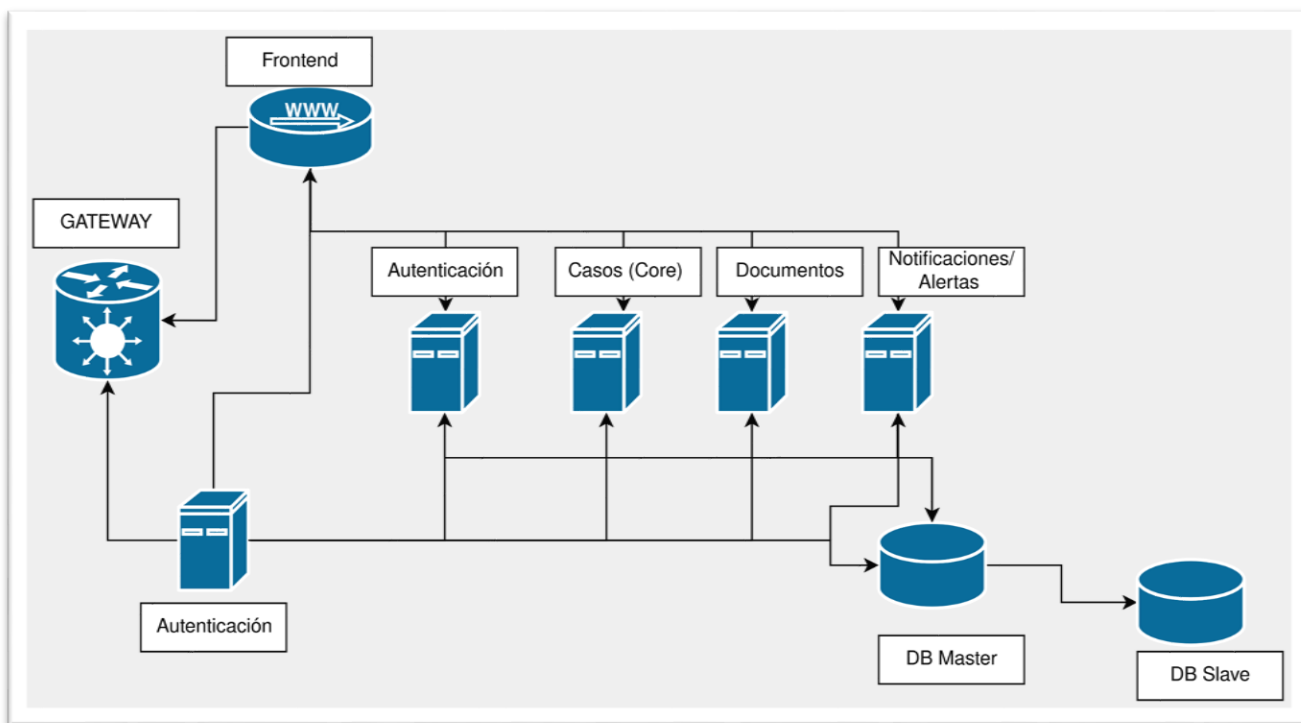 Frontend
WWW
GATEWAY
Autenticación
Casos (Core)
Documentos
Notificaciones/
Alertas
Autenticación
DB Master
DB Slave